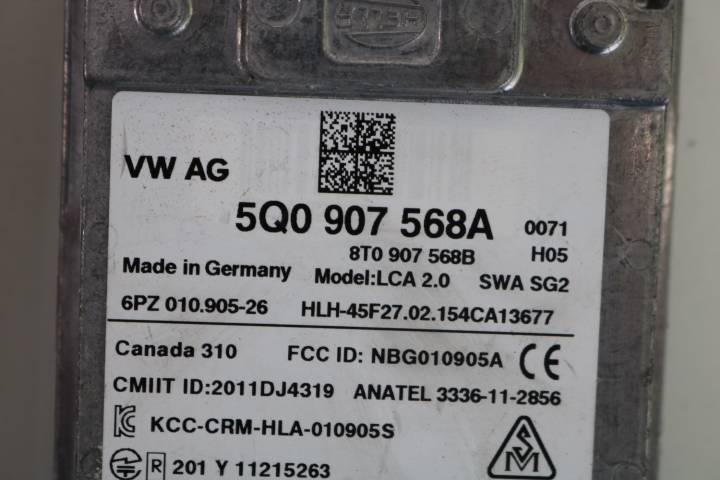 HELLA
VW AG
5Q0 907 568A 0071
8T0 907 568B H05
Made in Germany Model:LCA 2.0 SWA SG2
6PZ 010.905-26 HLH-45F27.02.154CA13677
Canada 310 FCC ID: NBG010905A CE
CMIIT ID:2011DJ4319 ANATEL 3336-11-2856
KCC-CRM-HLA-010905S
R 201 Y 11215263